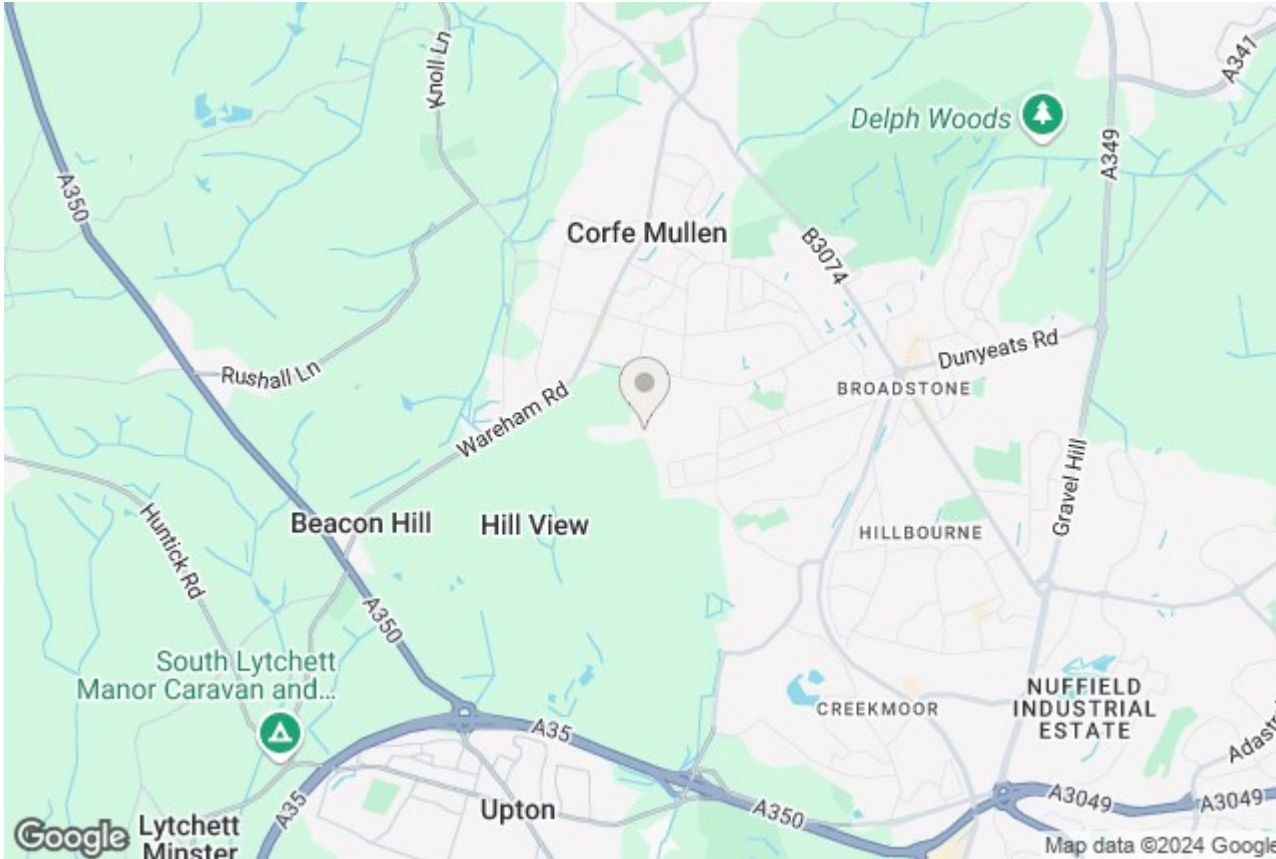 Knoll Ln
A341
Delph Woods
A349
A350
Corfe Mullen
B3074
Dunyeats Rd
Rushall Ln
BROADSTONE
Wareham Rd
Gravel Hill
Huntick Rd
Beacon Hill
Hill View
HILLBOURNE
A350
South Lytchett
Manor Caravan and...
NUFFIELD
INDUSTRIAL
ESTATE
CREEKMOOR
A35
A35
Upton
A350
A3049
A3049
Google
Lytchett
Minster
Map data ©2024 Google